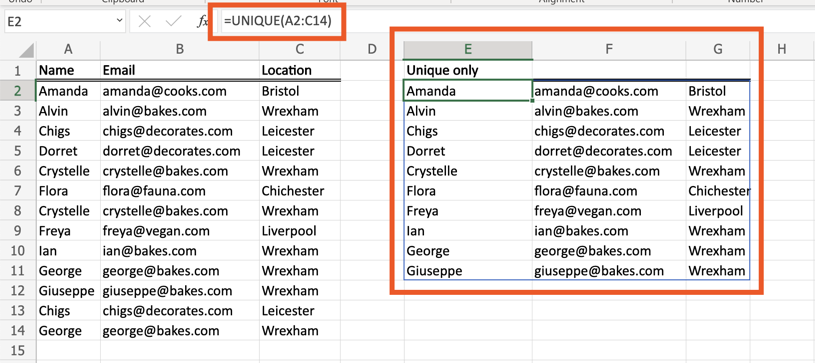 E2 fx =UNIQUE(A2:C14)
A B C D E F G H
1 Name Email Location Unique only
2 Amanda amanda@cooks.com Bristol Amanda amanda@cooks.com Bristol
3 Alvin alvin@bakes.com Wrexham Alvin alvin@bakes.com Wrexham
4 Chigs chigs@decorates.com Leicester Chigs chigs@decorates.com Leicester
5 Dorret dorret@decorates.com Leicester Dorret dorret@decorates.com Leicester
6 Crystelle crystelle@bakes.com Wrexham Crystelle crystelle@bakes.com Wrexham
7 Flora flora@fauna.com Chichester Flora flora@fauna.com Chichester
8 Crystelle crystelle@bakes.com Wrexham Freya freya@vegan.com Liverpool
9 Freya freya@vegan.com Liverpool Ian ian@bakes.com Wrexham
10 Ian ian@bakes.com Wrexham George george@bakes.com Wrexham
11 George george@bakes.com Wrexham Giuseppe giuseppe@bakes.com Wrexham
12 Giuseppe giuseppe@bakes.com Wrexham
13 Chigs chigs@decorates.com Leicester
14 George george@bakes.com Wrexham
15